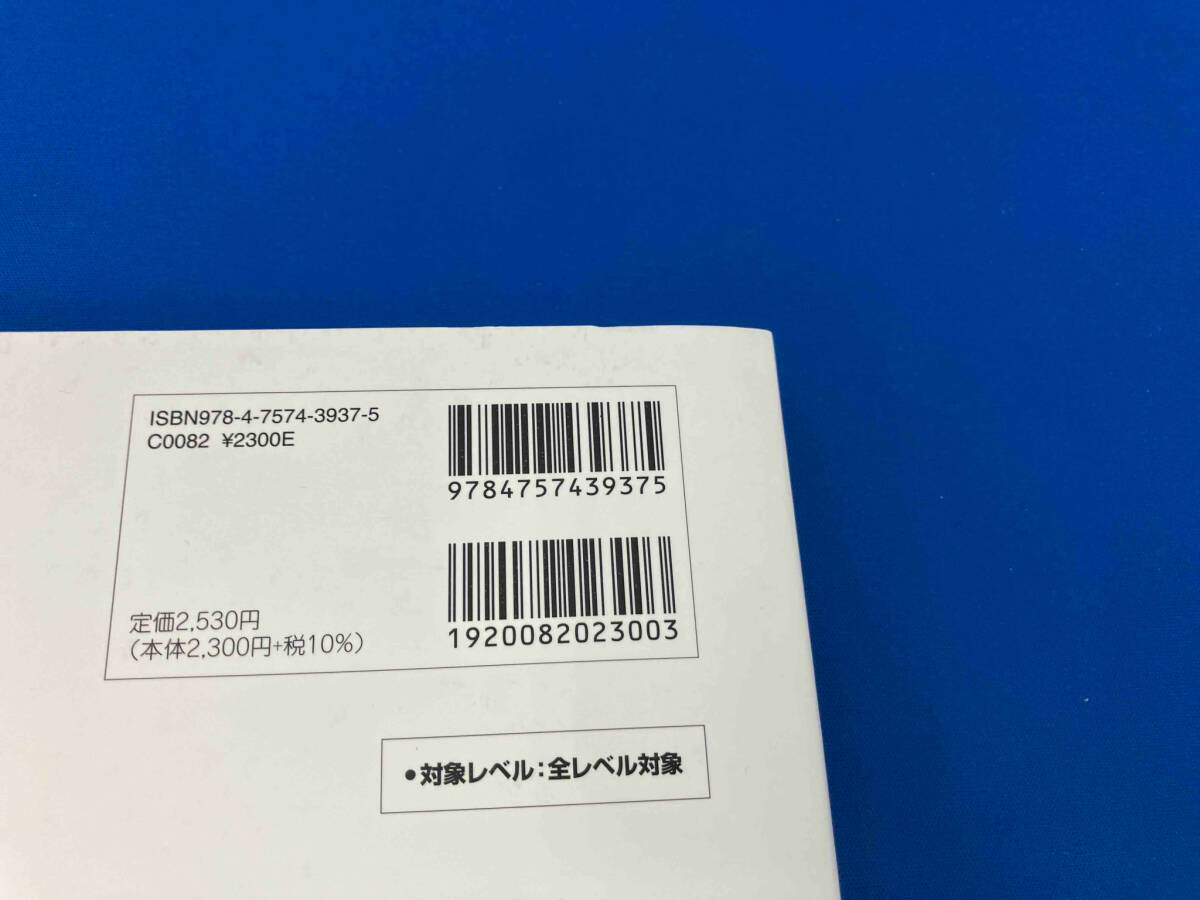 ISBN978-4-7574-3937-5
C0082 ¥2300E
9784757439375
1920082023003
定価2,530円
(本体2,300円+税10%)
●対象レベル:全レベル対象